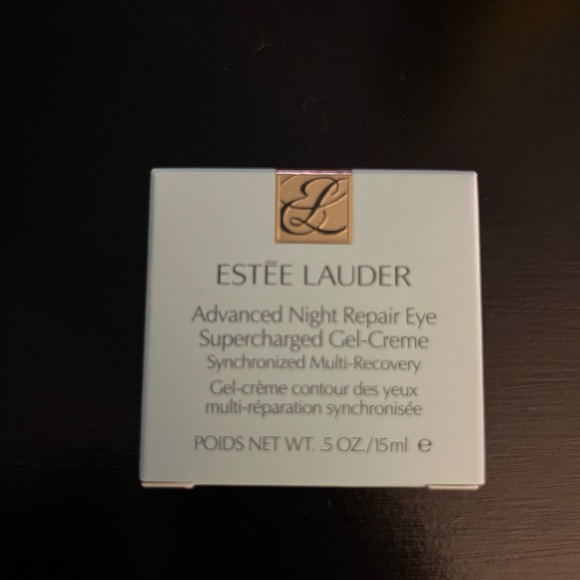 EL
ESTĒE LAUDER
Advanced Night Repair Eye
Supercharged Gel-Creme
Synchronized Multi-Recovery
Gel-crème contour des yeux
multi-réparation synchronisée
POIDS NET WT. .5 OZ./15ml ℮